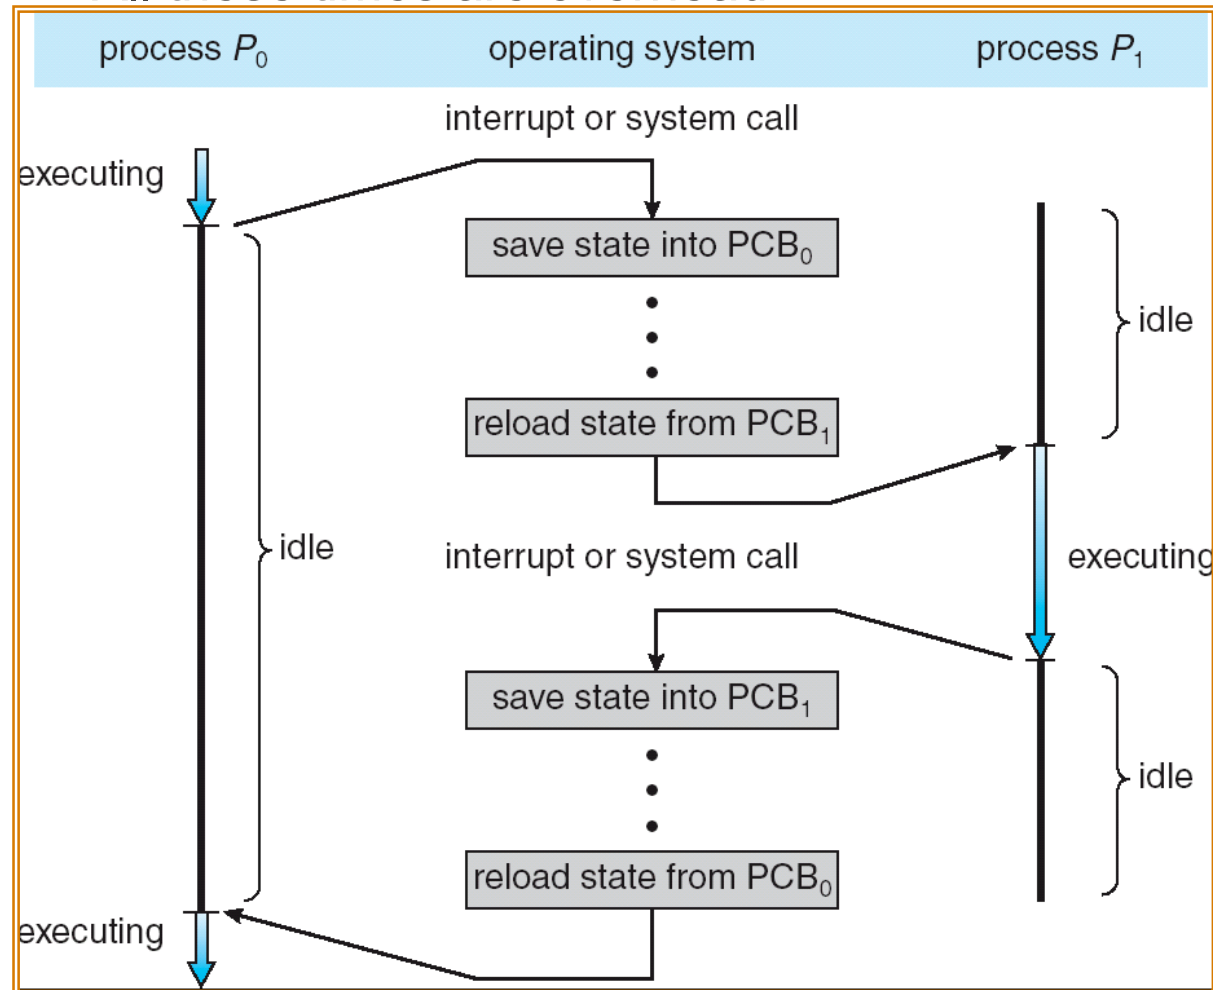 process P0 operating system process P1
interrupt or system call
executing
save state into PCB0
idle
reload state from PCB1
idle
interrupt or system call
executing
save state into PCB1
idle
reload state from PCB0
executing